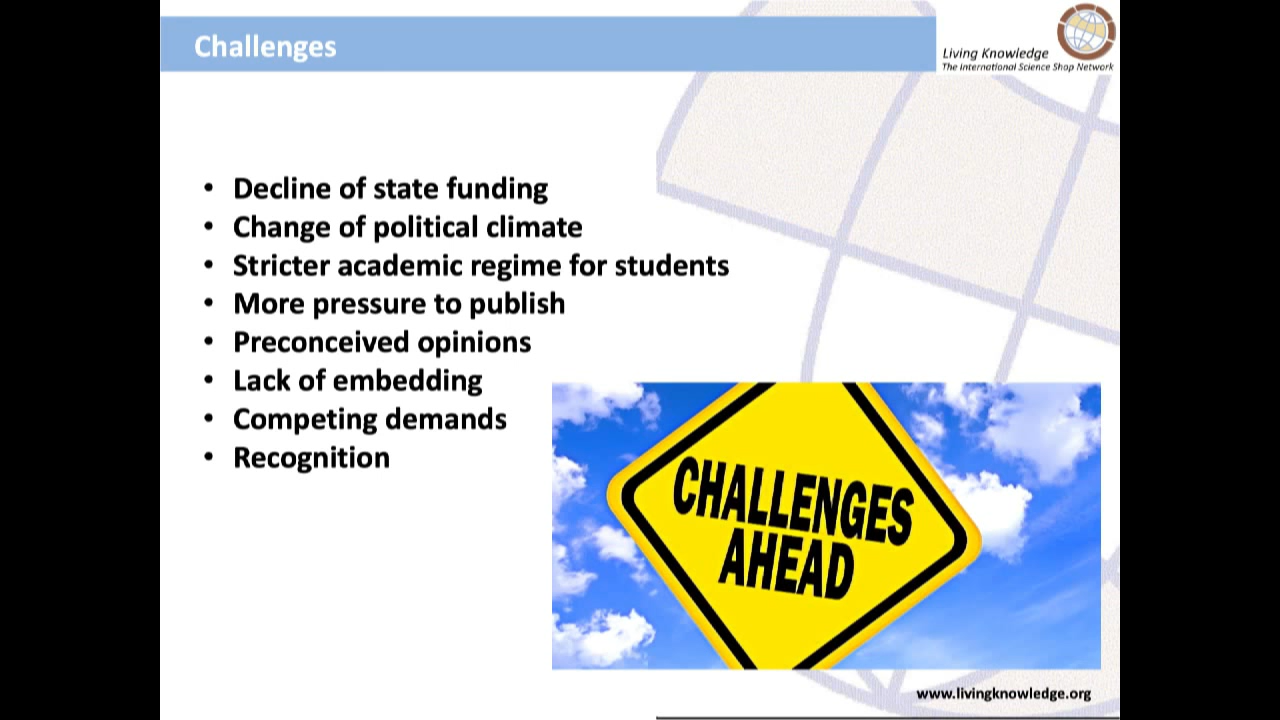 Challenges
Living Knowledge
The International Science Shop Network
• Decline of state funding
• Change of political climate
• Stricter academic regime for students
• More pressure to publish
• Preconceived opinions
• Lack of embedding
• Competing demands
• Recognition
CHALLENGES
AHEAD
www.livingknowledge.org